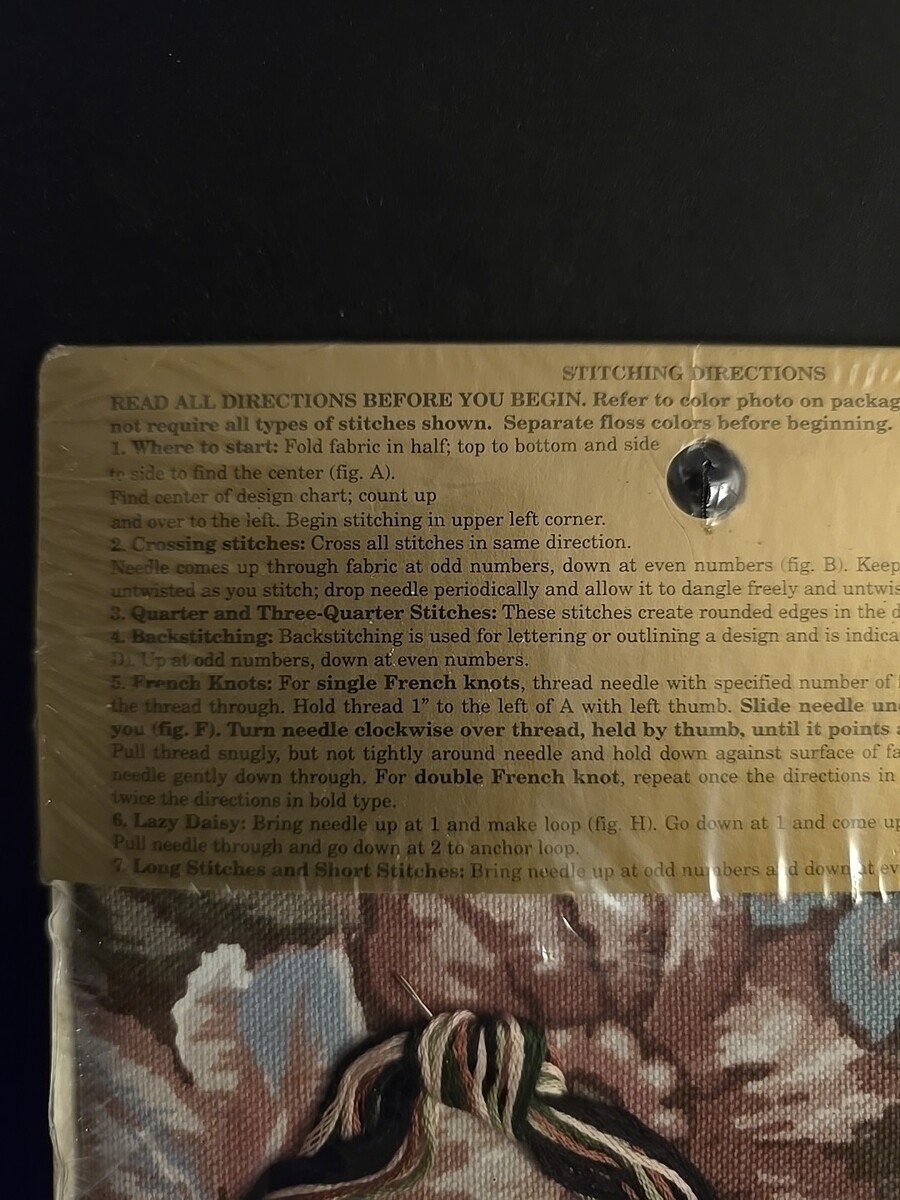 STITCHING DIRECTIONS
READ ALL DIRECTIONS BEFORE YOU BEGIN. Refer to color photo on packag
not require all types of stitches shown. Separate floss colors before beginning.
1. Where to start: Fold fabric in half; top to bottom and side
to side to find the center (fig. A).
Find center of design chart; count up
and over to the left. Begin stitching in upper left corner.
2. Crossing stitches: Cross all stitches in same direction.
Needle comes up through fabric at odd numbers, down at even numbers (fig. B). Keep
untwisted as you stitch; drop needle periodically and allow it to dangle freely and untwis
3. Quarter and Three-Quarter Stitches: These stitches create rounded edges in the d
4. Backstitching: Backstitching is used for lettering or outlining a design and is indica
D). Up at odd numbers, down at even numbers.
5. French Knots: For single French knots, thread needle with specified number of
the thread through. Hold thread 1” to the left of A with left thumb. Slide needle un
you (fig. F). Turn needle clockwise over thread, held by thumb, until it points
Pull thread snugly, but not tightly around needle and hold down against surface of fa
needle gently down through. For double French knot, repeat once the directions in
twice the directions in bold type.
6. Lazy Daisy: Bring needle up at 1 and make loop (fig. H). Go down at 1 and come up
Pull needle through and go down at 2 to anchor loop.
7. Long Stitches and Short Stitches: Bring needle up at odd numbers and down at ev